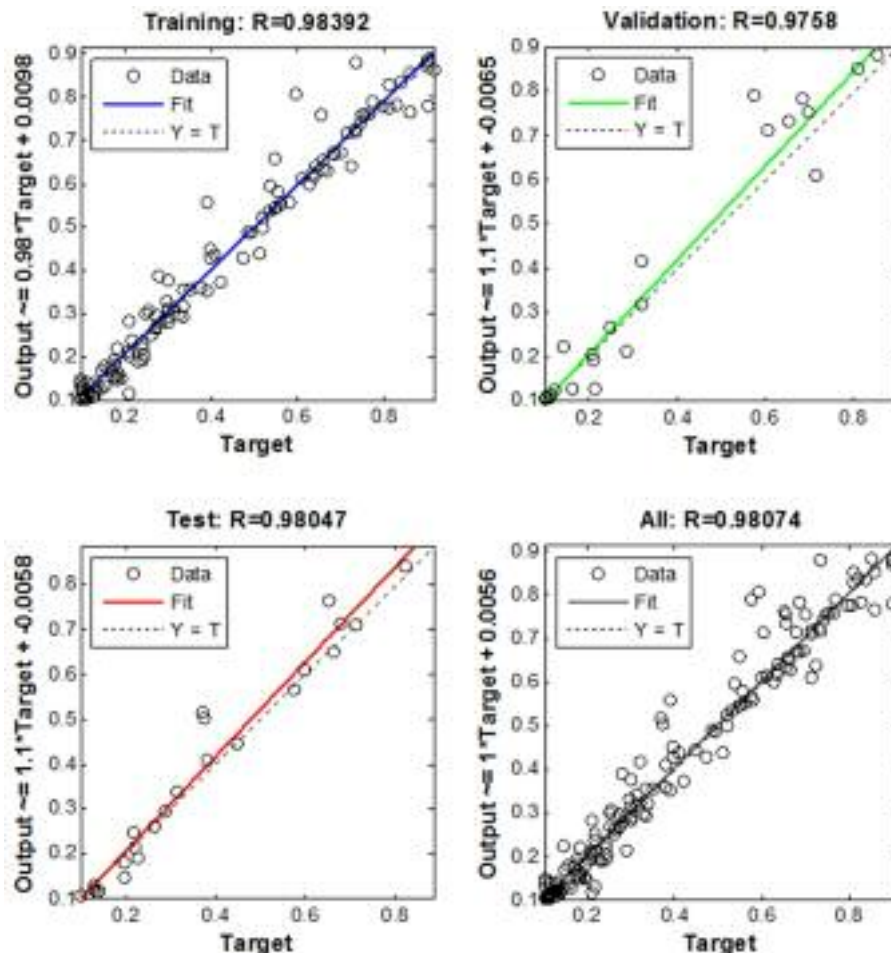 Training: R=0.98392
Output ~= 0.98*Target + 0.0098
0.9
0.8
0.7
0.6
0.5
0.4
0.3
0.2
0.1
Data
Fit
Y = T
0.2
0.4
0.6
0.8
Target
Validation: R=0.9758
Output ~= 1.1*Target + -0.0065
0.9
0.8
0.7
0.6
0.5
0.4
0.3
0.2
0.1
Data
Fit
Y = T
0.2
0.4
0.6
0.8
Target
Test: R=0.98047
Output ~= 1.1*Target + -0.0058
0.8
0.7
0.6
0.5
0.4
0.3
0.2
0.1
Data
Fit
Y = T
0.2
0.4
0.6
0.8
Target
All: R=0.98074
Output ~= 1*Target + 0.0056
0.9
0.8
0.7
0.6
0.5
0.4
0.3
0.2
0.1
Data
Fit
Y = T
0.2
0.4
0.6
0.8
Target